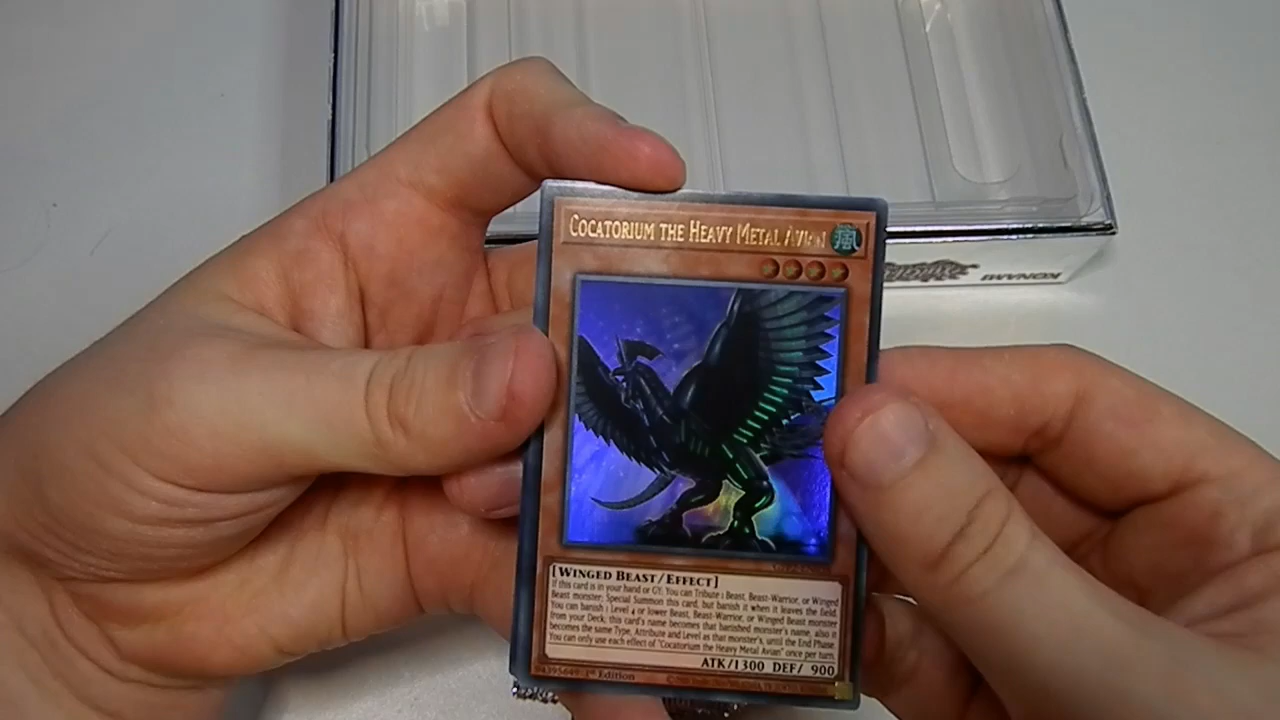 COCATORIUM THE HEAVY METAL AVIAN
KONAMI
[WINGED BEAST/EFFECT]
If this card is in your hand or GY: You can Tribute 1 Beast, Beast-Warrior, or Winged
Beast monster; Special Summon this card, but banish it when it leaves the field.
You can banish 1 Level 4 or lower Beast, Beast-Warrior, or Winged Beast monster
from your Deck; this card's name becomes that banished monster's name, also it
becomes the same Type, Attribute and Level as that monster's, until the End Phase.
You can only use each effect of "Cocatorium the Heavy Metal Avian" once per turn.
ATK/1300 DEF/ 900
1st Edition